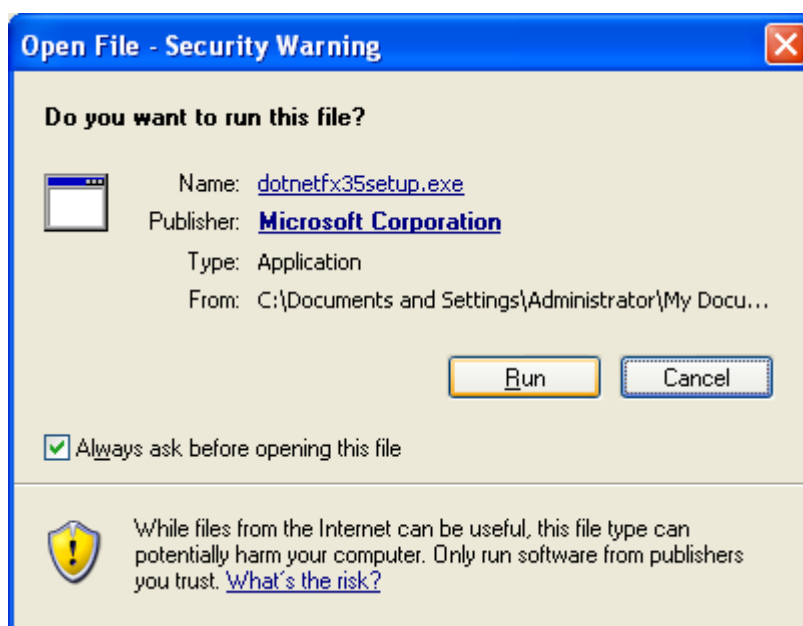 Open File - Security Warning
Do you want to run this file?
Name: dotnetfx35setup.exe
Publisher: Microsoft Corporation
Type: Application
From: C:\Documents and Settings\Administrator\My Docu...
Run Cancel
Always ask before opening this file
While files from the Internet can be useful, this file type can
potentially harm your computer. Only run software from publishers
you trust. What's the risk?